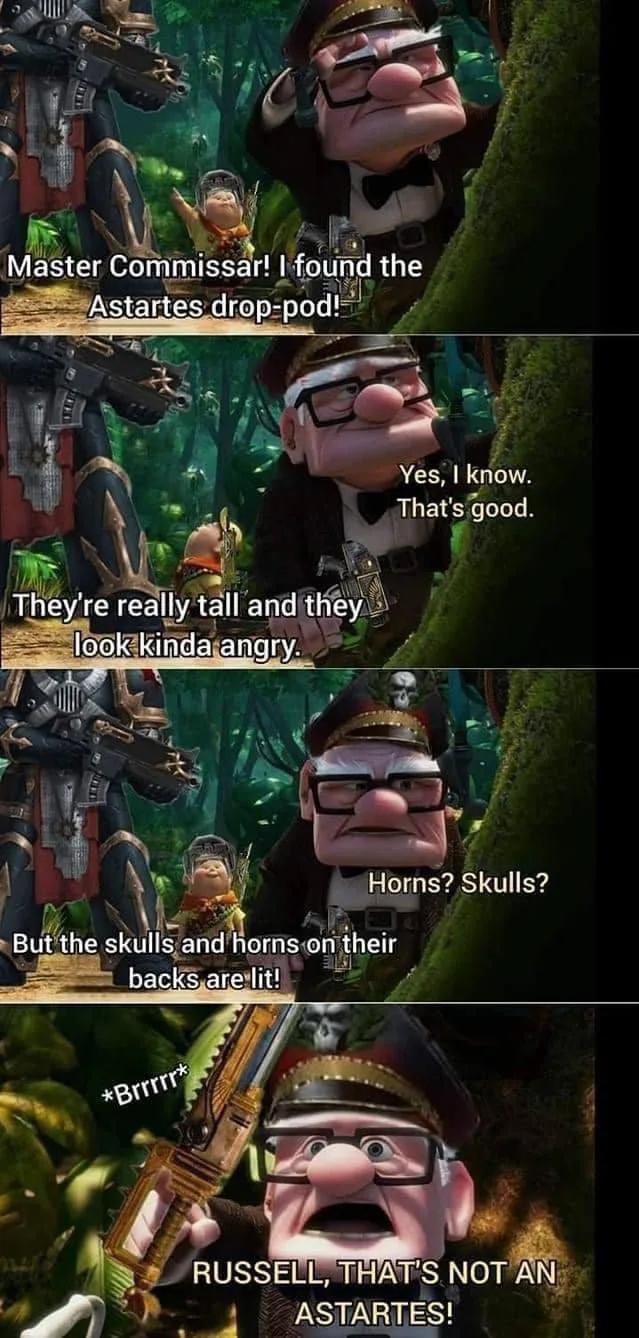 Master Commissar! I found the
Astartes drop-pod!
Yes, I know.
That's good.
They're really tall and they
look kinda angry.
Horns? Skulls?
But the skulls and horns on their
backs are lit!
*Brrrrr*
RUSSELL, THAT'S NOT AN
ASTARTES!